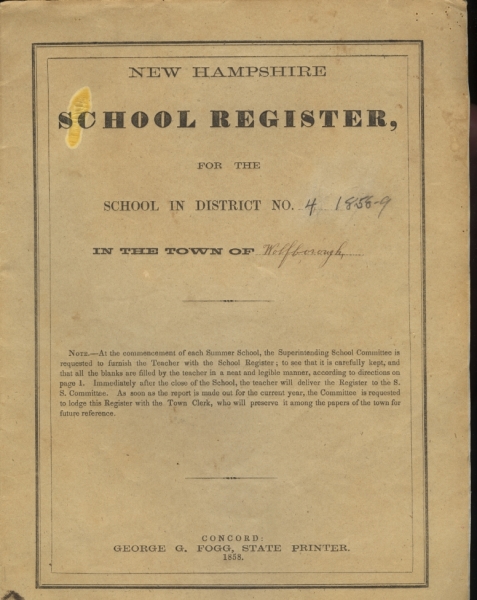 NEW HAMPSHIRE
SCHOOL REGISTER,
FOR THE
SCHOOL IN DISTRICT NO. 4 1858-9
IN THE TOWN OF Wolfborough,
NOTE.—At the commencement of each Summer School, the Superintending School Committee is
requested to furnish the Teacher with the School Register; to see that it is carefully kept, and
that all the blanks are filled by the teacher in a neat and legible manner, according to directions on
page 1. Immediately after the close of the School, the teacher will deliver the Register to the S.
S. Committee. As soon as the report is made out for the current year, the Committee is requested
to lodge this Register with the Town Clerk, who will preserve it among the papers of the town for
future reference.
CONCORD:
GEORGE G. FOGG, STATE PRINTER.
1858.